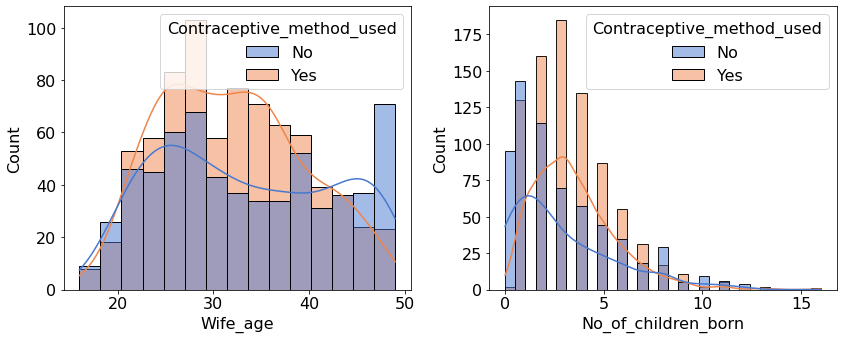 Contraceptive_method_used
No
Yes
100
80
60
40
20
0
Count
20
30
40
50
Wife_age
Contraceptive_method_used
No
Yes
175
150
125
100
75
50
25
0
Count
0
5
10
15
No_of_children_born